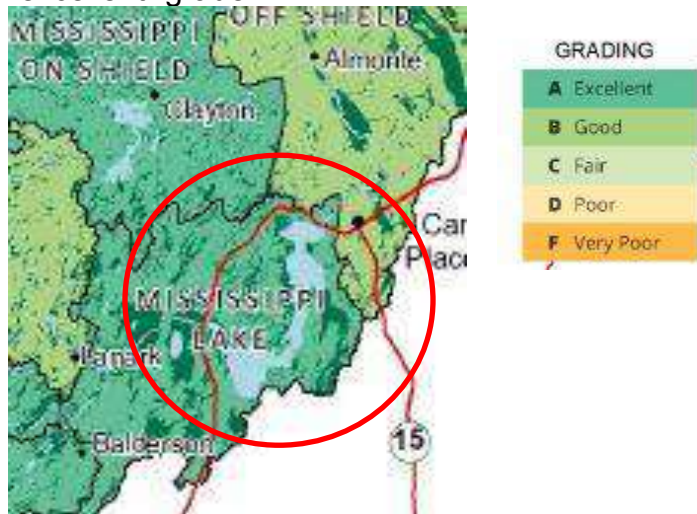 OFF SHIELD
MISSISSIPPI
ON SHIELD
Almonte
Clayton
Car
Plac
MISSISSIPPI
LAKE
Lanark
Balderson
15
GRADING
A Excellent
B Good
C Fair
D Poor
F Very Poor